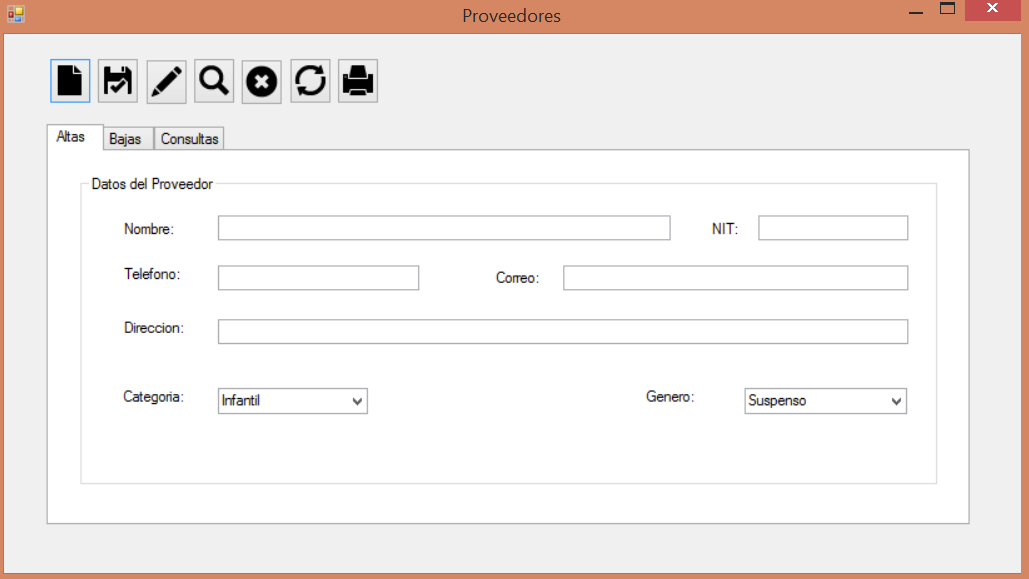 Proveedores
Altas Bajas Consultas
Datos del Proveedor
Nombre: NIT:
Telefono: Correo:
Direccion:
Categoria: Infantil Genero: Suspenso